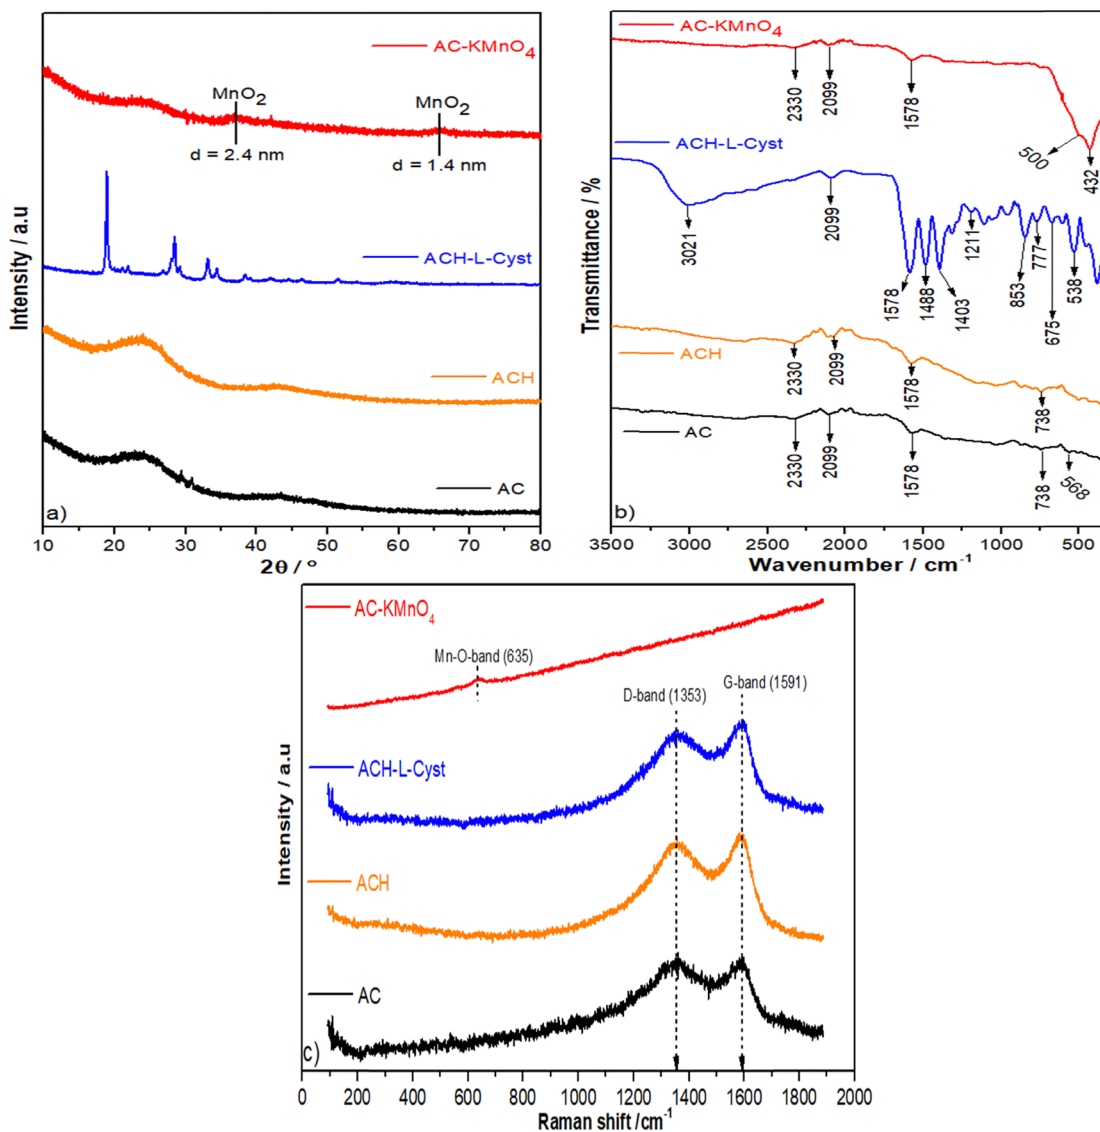 AC-KMnO₄
MnO₂
MnO₂
d = 2.4 nm
d = 1.4 nm
ACH-L-Cyst
ACH
AC
a)
Intensity / a.u
10 20 30 40 50 60 70 80
2θ / °
AC-KMnO₄
2330
2099
1578
500
432
ACH-L-Cyst
3021
2099
1578
1488
1403
1211
853
777
675
538
ACH
2330
2099
1578
738
AC
2330
2099
1578
738
568
b)
Transmittance / %
3500 3000 2500 2000 1500 1000 500
Wavenumber / cm⁻¹
AC-KMnO₄
Mn-O-band (635)
D-band (1353)
G-band (1591)
ACH-L-Cyst
ACH
AC
c)
Intensity / a.u
0 200 400 600 800 1000 1200 1400 1600 1800 2000
Raman shift /cm⁻¹